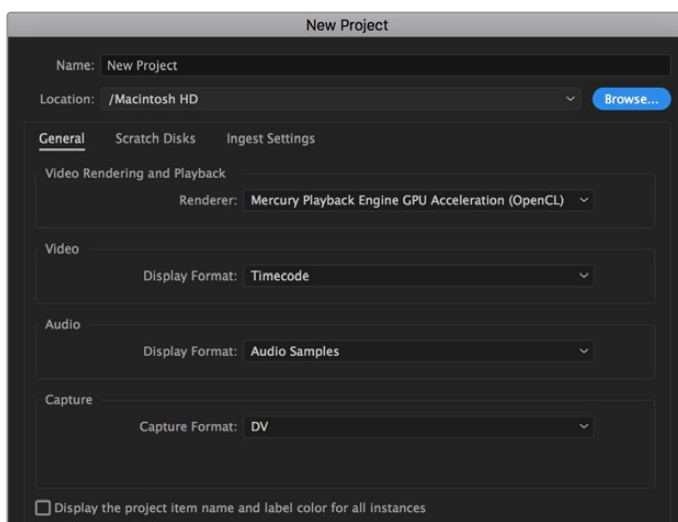 New Project
Name: New Project
Location: /Macintosh HD Browse...
General Scratch Disks Ingest Settings
Video Rendering and Playback
Renderer: Mercury Playback Engine GPU Acceleration (OpenCL)
Video
Display Format: Timecode
Audio
Display Format: Audio Samples
Capture
Capture Format: DV
Display the project item name and label color for all instances